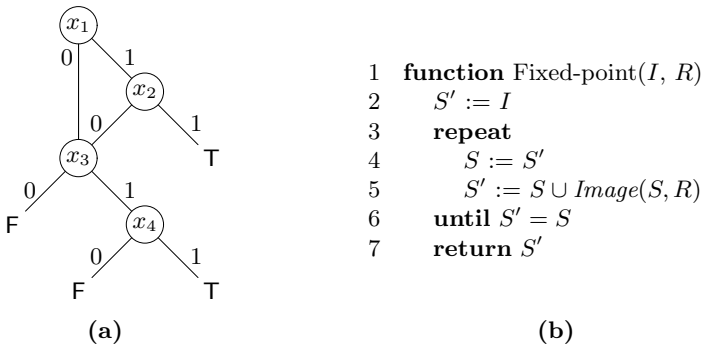 x₁
0 1
x₂
0 1
x₃ T
0 1
F x₄
0 1
F T
(a)
1 function Fixed-point(I, R)
2 S′ := I
3 repeat
4 S := S′
5 S′ := S ∪ Image(S, R)
6 until S′ = S
7 return S′
(b)